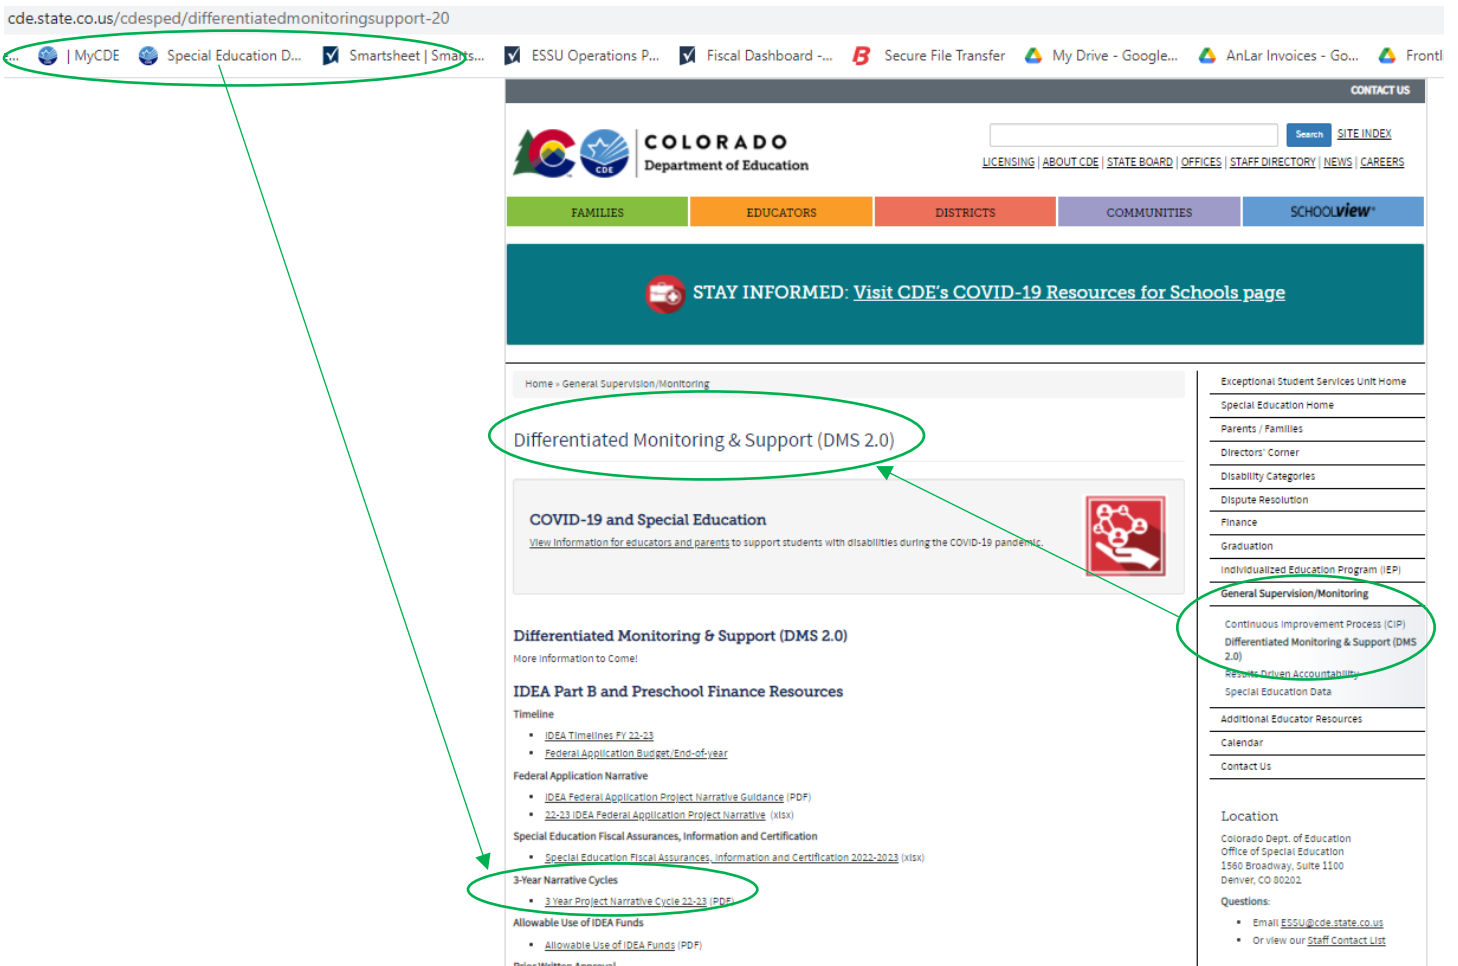 cde.state.co.us/cdesped/differentiatedmonitoringsupport-20
... | MyCDE Special Education D... Smartsheet | Smarts... ESSU Operations P... Fiscal Dashboard -... Secure File Transfer My Drive - Google... AnLar Invoices - Go... Frontl
CONTACT US
COLORADO
Department of Education
CDE
Search SITE INDEX
LICENSING | ABOUT CDE | STATE BOARD | OFFICES | STAFF DIRECTORY | NEWS | CAREERS
FAMILIES EDUCATORS DISTRICTS COMMUNITIES SCHOOLVIEW
STAY INFORMED: Visit CDE's COVID-19 Resources for Schools page
Home » General Supervision/Monitoring
Differentiated Monitoring & Support (DMS 2.0)
COVID-19 and Special Education
View information for educators and parents to support students with disabilities during the COVID-19 pandemic.
Differentiated Monitoring & Support (DMS 2.0)
More Information to Come!
IDEA Part B and Preschool Finance Resources
Timeline
IDEA Timelines FY 22-23
Federal Application Budget/End-of-year
Federal Application Narrative
IDEA Federal Application Project Narrative Guidance (PDF)
22-23 IDEA Federal Application Project Narrative (xlsx)
Special Education Fiscal Assurances, Information and Certification
Special Education Fiscal Assurances, Information and Certification 2022-2023 (xlsx)
3-Year Narrative Cycles
3 Year Project Narrative Cycle 22-23 (PDF)
Allowable Use of IDEA Funds
Allowable Use of IDEA Funds (PDF)
Prior Written Approval
Exceptional Student Services Unit Home
Special Education Home
Parents / Families
Directors' Corner
Disability Categories
Dispute Resolution
Finance
Graduation
Individualized Education Program (IEP)
General Supervision/Monitoring
Continuous Improvement Process (CIP)
Differentiated Monitoring & Support (DMS
2.0)
Results Driven Accountability
Special Education Data
Additional Educator Resources
Calendar
Contact Us
Location
Colorado Dept. of Education
Office of Special Education
1560 Broadway, Suite 1100
Denver, CO 80202
Questions:
Email ESSU@cde.state.co.us
Or view our Staff Contact List